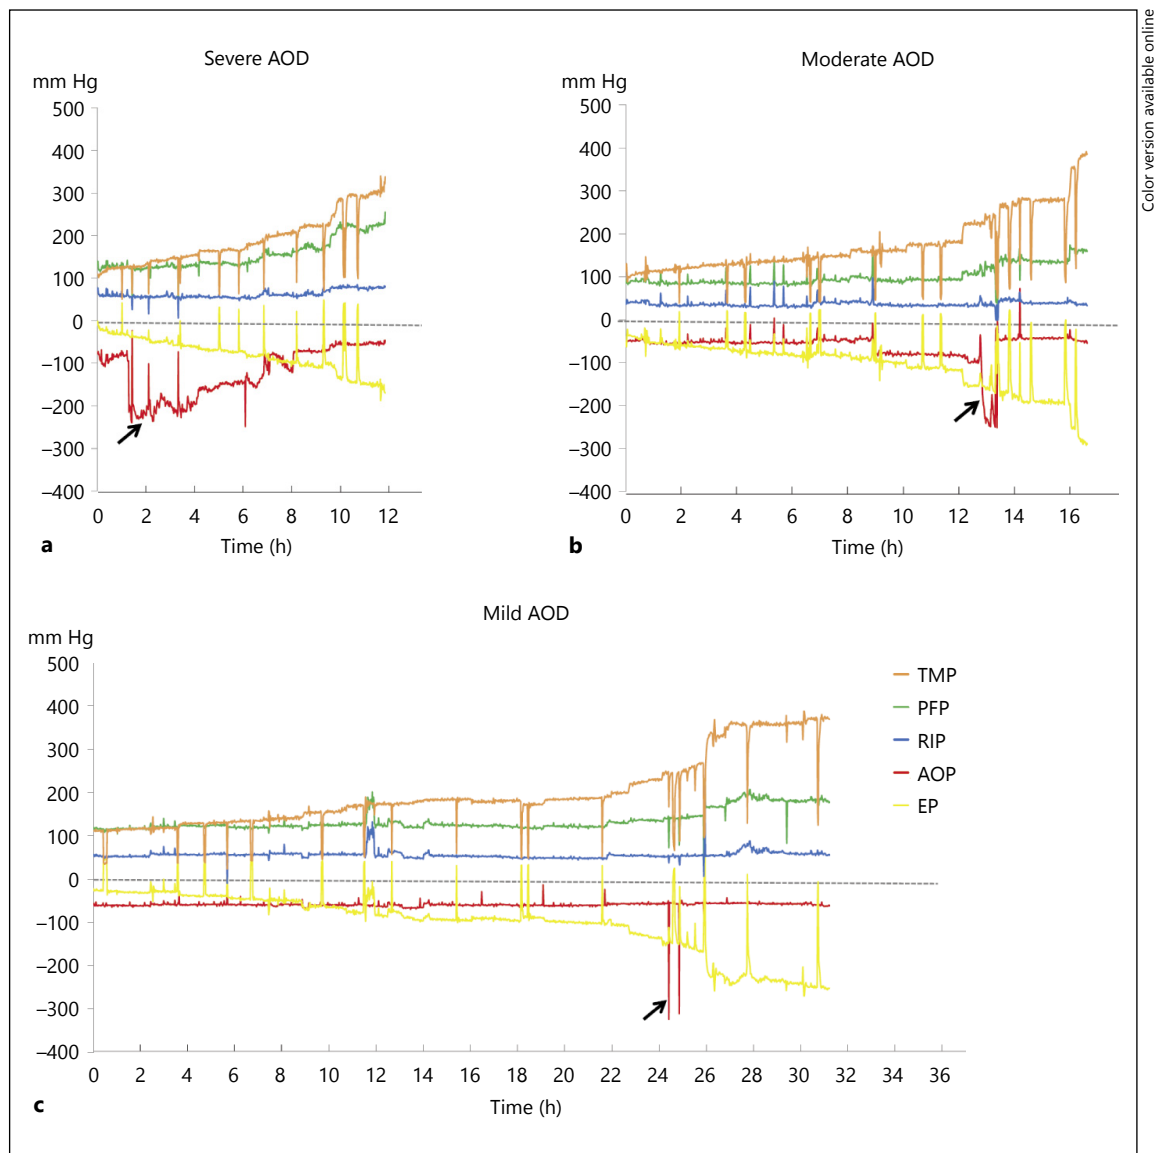 Color version available online
Severe AOD
mm Hg
500
400
300
200
100
0
–100
–200
–300
–400
0 2 4 6 8 10 12
Time (h)
a
Moderate AOD
mm Hg
500
400
300
200
100
0
–100
–200
–300
–400
0 2 4 6 8 10 12 14 16
Time (h)
b
Mild AOD
mm Hg
500
400
300
200
100
0
–100
–200
–300
–400
0 2 4 6 8 10 12 14 16 18 20 22 24 26 28 30 32 34 36
Time (h)
c
TMP
PFP
RIP
AOP
EP